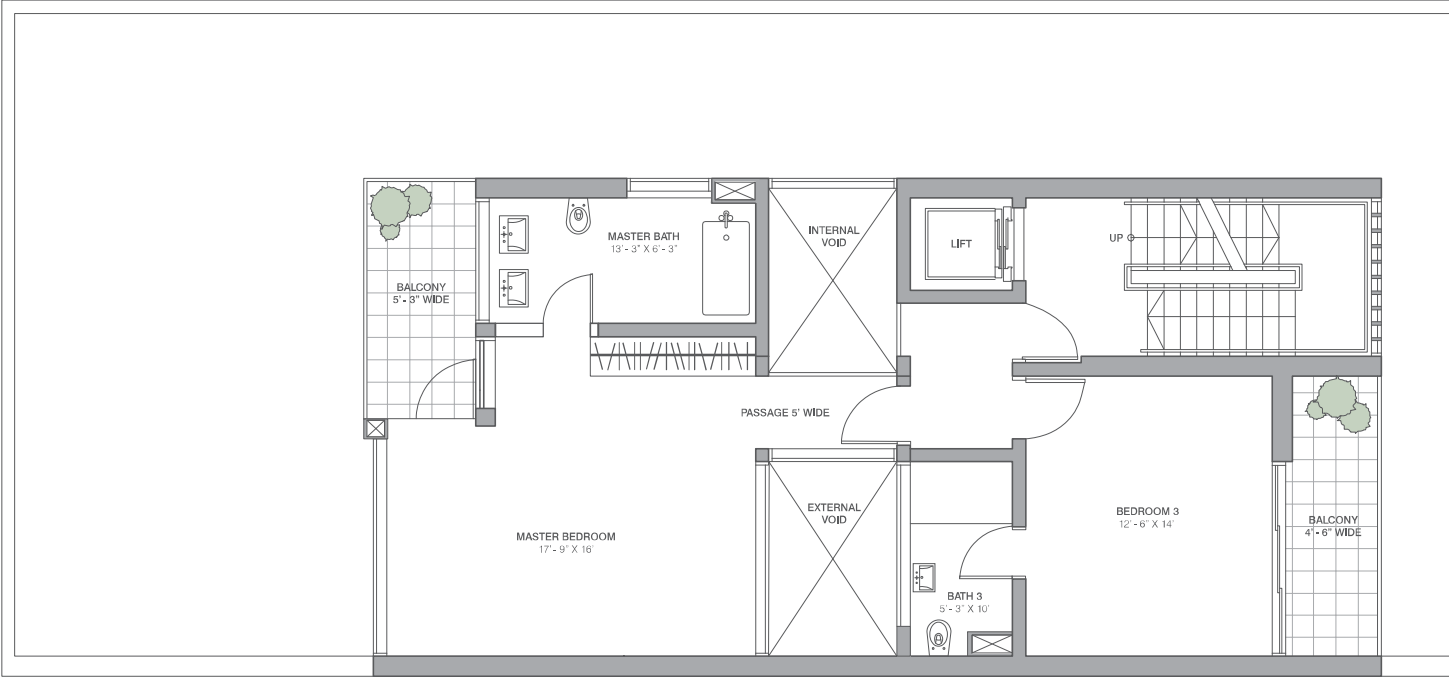 MASTER BATH
13'- 3" X 6'- 3"
INTERNAL
VOID
LIFT
UP
BALCONY
5'- 3" WIDE
PASSAGE 5' WIDE
MASTER BEDROOM
17'- 9" X 16'
EXTERNAL
VOID
BEDROOM 3
12'- 6" X 14'
BALCONY
4"- 6" WIDE
BATH 3
5'- 3" X 10'